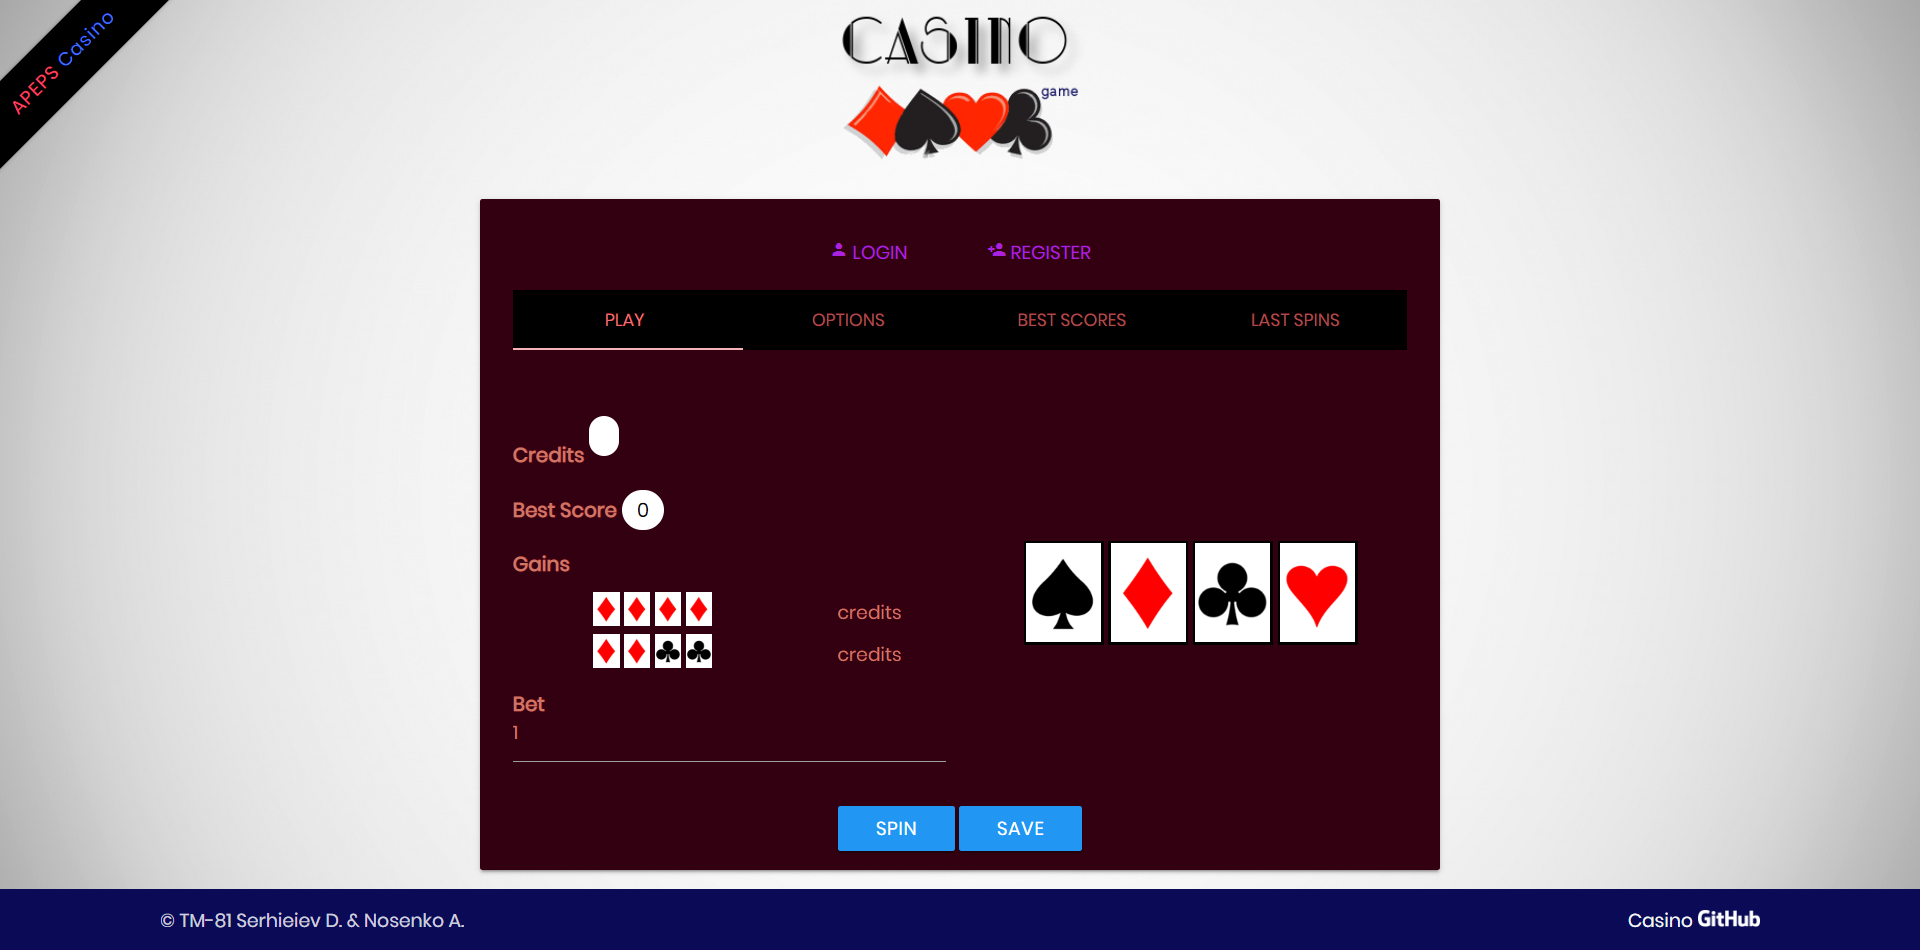 APEPS Casino
CASINO
game
LOGIN
REGISTER
PLAY
OPTIONS
BEST SCORES
LAST SPINS
Credits
Best Score 0
Gains
credits
credits
Bet
1
SPIN
SAVE
© TM-81 Serhieiev D. & Nosenko A.
Casino GitHub